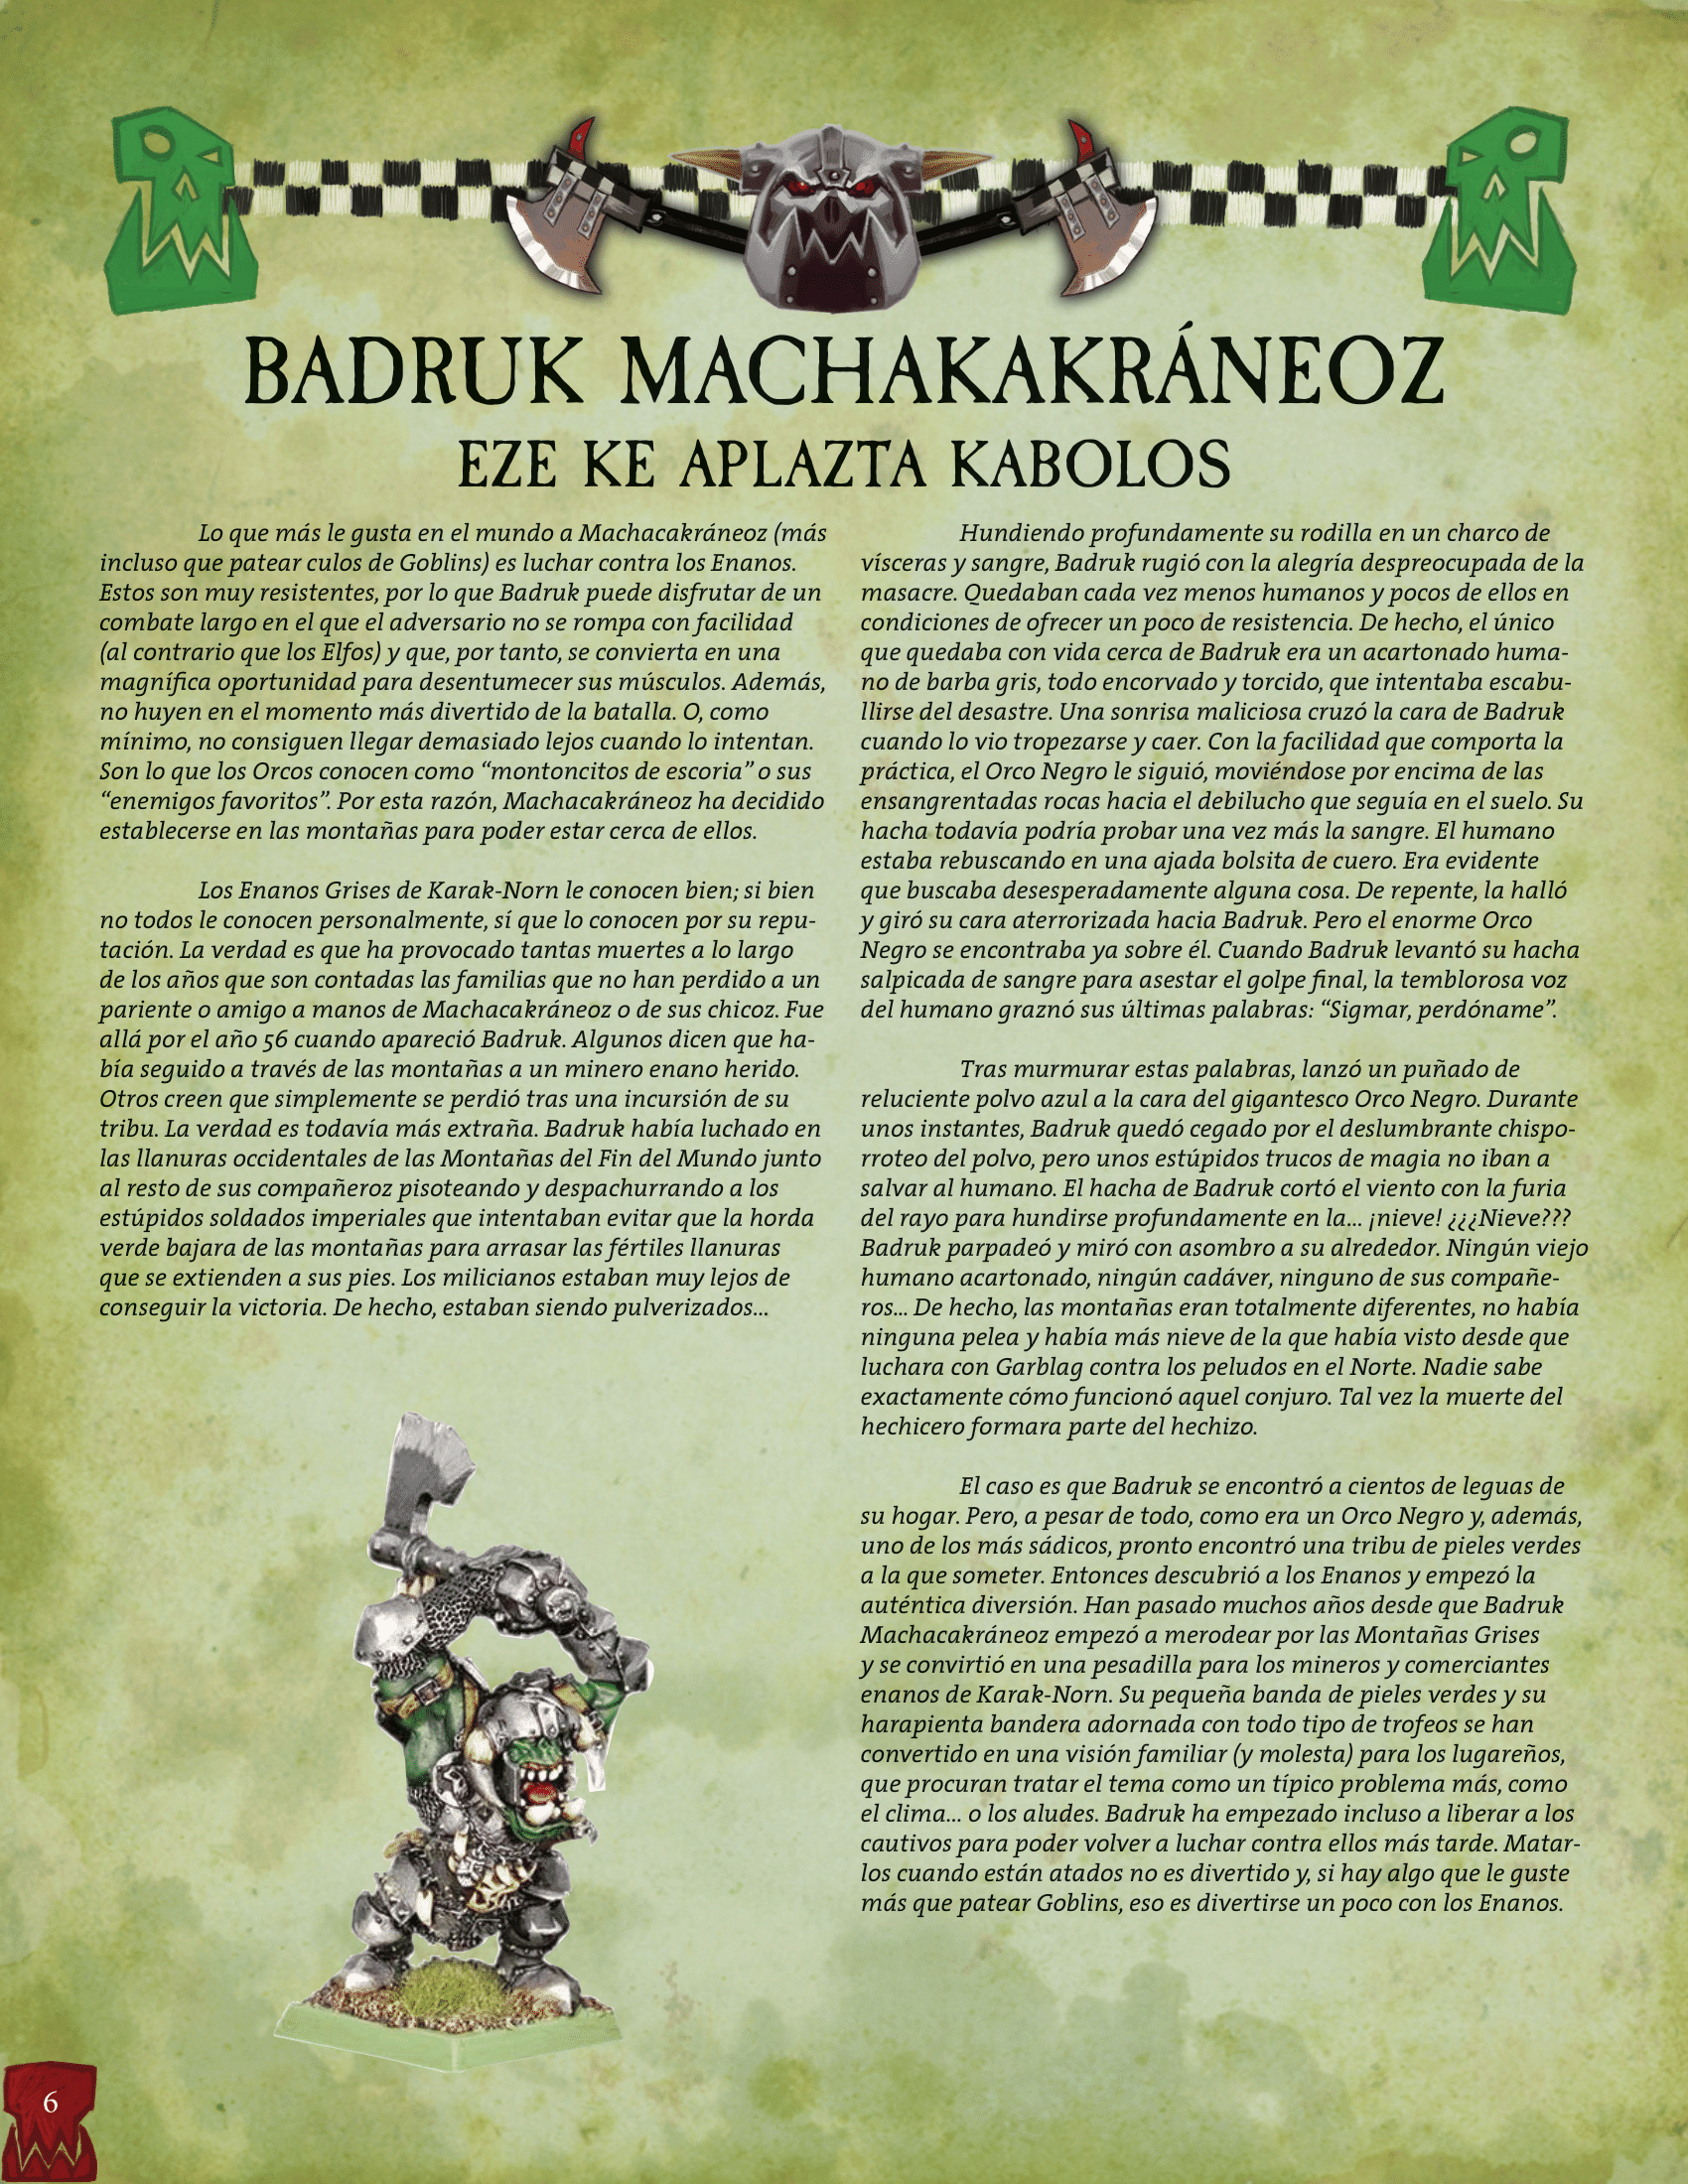 BADRUK MACHAKAKRÁNEOZ
EZE KE APLAZTA KABOLOS
Lo que más le gusta en el mundo a Machacakráneoz (más
incluso que patear culos de Goblins) es luchar contra los Enanos.
Estos son muy resistentes, por lo que Badruk puede disfrutar de un
combate largo en el que el adversario no se rompa con facilidad
(al contrario que los Elfos) y que, por tanto, se convierta en una
magnífica oportunidad para desentumecer sus músculos. Además,
no huyen en el momento más divertido de la batalla. O, como
mínimo, no consiguen llegar demasiado lejos cuando lo intentan.
Son lo que los Orcos conocen como “montoncitos de escoria” o sus
“enemigos favoritos”. Por esta razón, Machacakráneoz ha decidido
establecerse en las montañas para poder estar cerca de ellos.
Los Enanos Grises de Karak-Norn le conocen bien; si bien
no todos le conocen personalmente, sí que lo conocen por su repu-
tación. La verdad es que ha provocado tantas muertes a lo largo
de los años que son contadas las familias que no han perdido a un
pariente o amigo a manos de Machacakráneoz o de sus chicoz. Fue
allá por el año 56 cuando apareció Badruk. Algunos dicen que ha-
bía seguido a través de las montañas a un minero enano herido.
Otros creen que simplemente se perdió tras una incursión de su
tribu. La verdad es todavía más extraña. Badruk había luchado en
las llanuras occidentales de las Montañas del Fin del Mundo junto
al resto de sus compañeroz pisoteando y despachurrando a los
estúpidos soldados imperiales que intentaban evitar que la horda
verde bajara de las montañas para arrasar las fértiles llanuras
que se extienden a sus pies. Los milicianos estaban muy lejos de
conseguir la victoria. De hecho, estaban siendo pulverizados...
Hundiendo profundamente su rodilla en un charco de
vísceras y sangre, Badruk rugió con la alegría despreocupada de la
masacre. Quedaban cada vez menos humanos y pocos de ellos en
condiciones de ofrecer un poco de resistencia. De hecho, el único
que quedaba con vida cerca de Badruk era un acartonado huma-
no de barba gris, todo encorvado y torcido, que intentaba escabu-
llirse del desastre. Una sonrisa maliciosa cruzó la cara de Badruk
cuando lo vio tropezarse y caer. Con la facilidad que comporta la
práctica, el Orco Negro le siguió, moviéndose por encima de las
ensangrentadas rocas hacia el debilucho que seguía en el suelo. Su
hacha todavía podría probar una vez más la sangre. El humano
estaba rebuscando en una ajada bolsita de cuero. Era evidente
que buscaba desesperadamente alguna cosa. De repente, la halló
y giró su cara aterrorizada hacia Badruk. Pero el enorme Orco
Negro se encontraba ya sobre él. Cuando Badruk levantó su hacha
salpicada de sangre para asestar el golpe final, la temblorosa voz
del humano graznó sus últimas palabras: “Sigmar, perdóname”.
Tras murmurar estas palabras, lanzó un puñado de
reluciente polvo azul a la cara del gigantesco Orco Negro. Durante
unos instantes, Badruk quedó cegado por el deslumbrante chispo-
rroteo del polvo, pero unos estúpidos trucos de magia no iban a
salvar al humano. El hacha de Badruk cortó el viento con la furia
del rayo para hundirse profundamente en la... ¡nieve! ¿¿¿Nieve???
Badruk parpadeó y miró con asombro a su alrededor. Ningún viejo
humano acartonado, ningún cadáver, ninguno de sus compañe-
ros... De hecho, las montañas eran totalmente diferentes, no había
ninguna pelea y había más nieve de la que había visto desde que
luchara con Garblag contra los peludos en el Norte. Nadie sabe
exactamente cómo funcionó aquel conjuro. Tal vez la muerte del
hechicero formara parte del hechizo.
El caso es que Badruk se encontró a cientos de leguas de
su hogar. Pero, a pesar de todo, como era un Orco Negro y, además,
uno de los más sádicos, pronto encontró una tribu de pieles verdes
a la que someter. Entonces descubrió a los Enanos y empezó la
auténtica diversión. Han pasado muchos años desde que Badruk
Machacakráneoz empezó a merodear por las Montañas Grises
y se convirtió en una pesadilla para los mineros y comerciantes
enanos de Karak-Norn. Su pequeña banda de pieles verdes y su
harapienta bandera adornada con todo tipo de trofeos se han
convertido en una visión familiar (y molesta) para los lugareños,
que procuran tratar el tema como un típico problema más, como
el clima... o los aludes. Badruk ha empezado incluso a liberar a los
cautivos para poder volver a luchar contra ellos más tarde. Matar-
los cuando están atados no es divertido y, si hay algo que le guste
más que patear Goblins, eso es divertirse un poco con los Enanos.
6